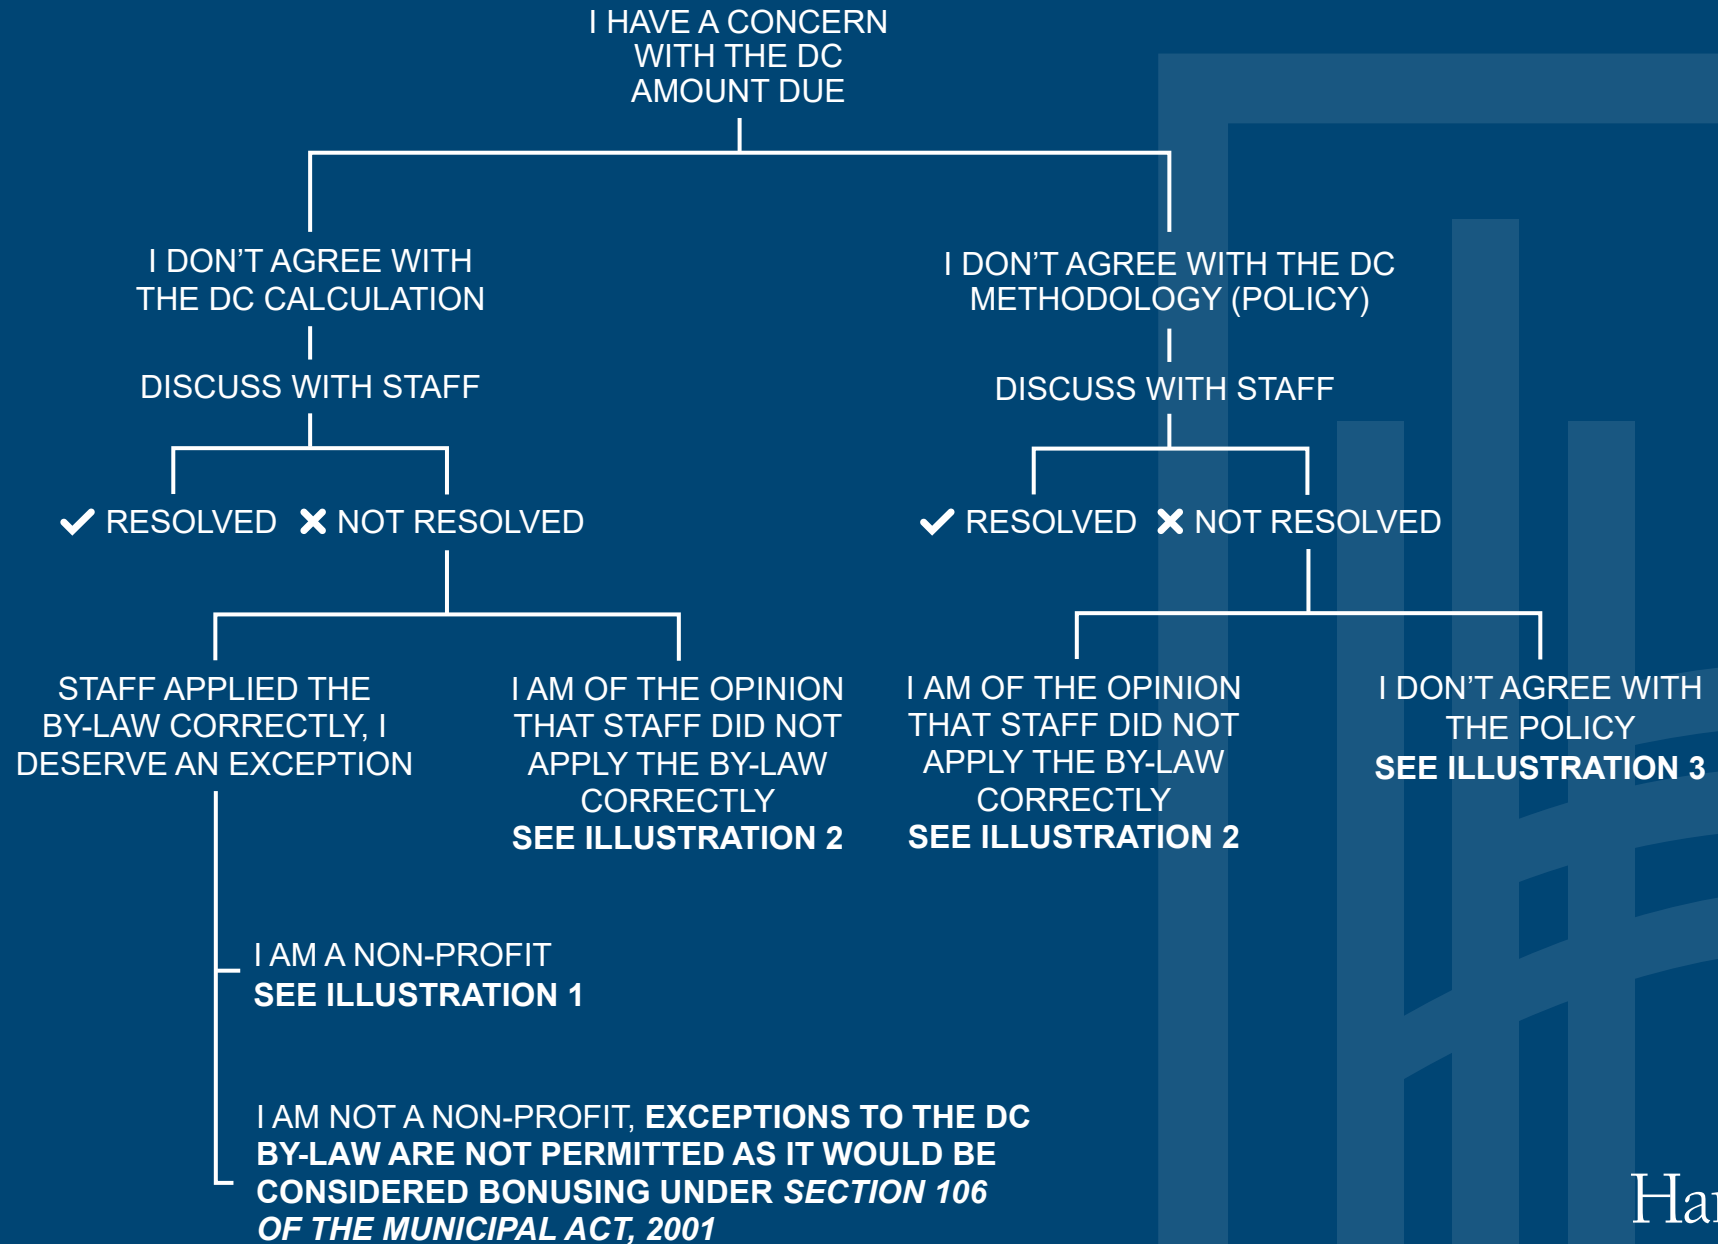 I HAVE A CONCERN
WITH THE DC
AMOUNT DUE
I DON'T AGREE WITH
THE DC CALCULATION
DISCUSS WITH STAFF
RESOLVED
NOT RESOLVED
STAFF APPLIED THE
BY-LAW CORRECTLY, I
DESERVE AN EXCEPTION
I AM OF THE OPINION
THAT STAFF DID NOT
APPLY THE BY-LAW
CORRECTLY
SEE ILLUSTRATION 2
I AM A NON-PROFIT
SEE ILLUSTRATION 1
I AM NOT A NON-PROFIT, EXCEPTIONS TO THE DC
BY-LAW ARE NOT PERMITTED AS IT WOULD BE
CONSIDERED BONUSING UNDER SECTION 106
OF THE MUNICIPAL ACT, 2001
I DON'T AGREE WITH THE DC
METHODOLOGY (POLICY)
DISCUSS WITH STAFF
RESOLVED
NOT RESOLVED
I AM OF THE OPINION
THAT STAFF DID NOT
APPLY THE BY-LAW
CORRECTLY
SEE ILLUSTRATION 2
I DON'T AGREE WITH
THE POLICY
SEE ILLUSTRATION 3